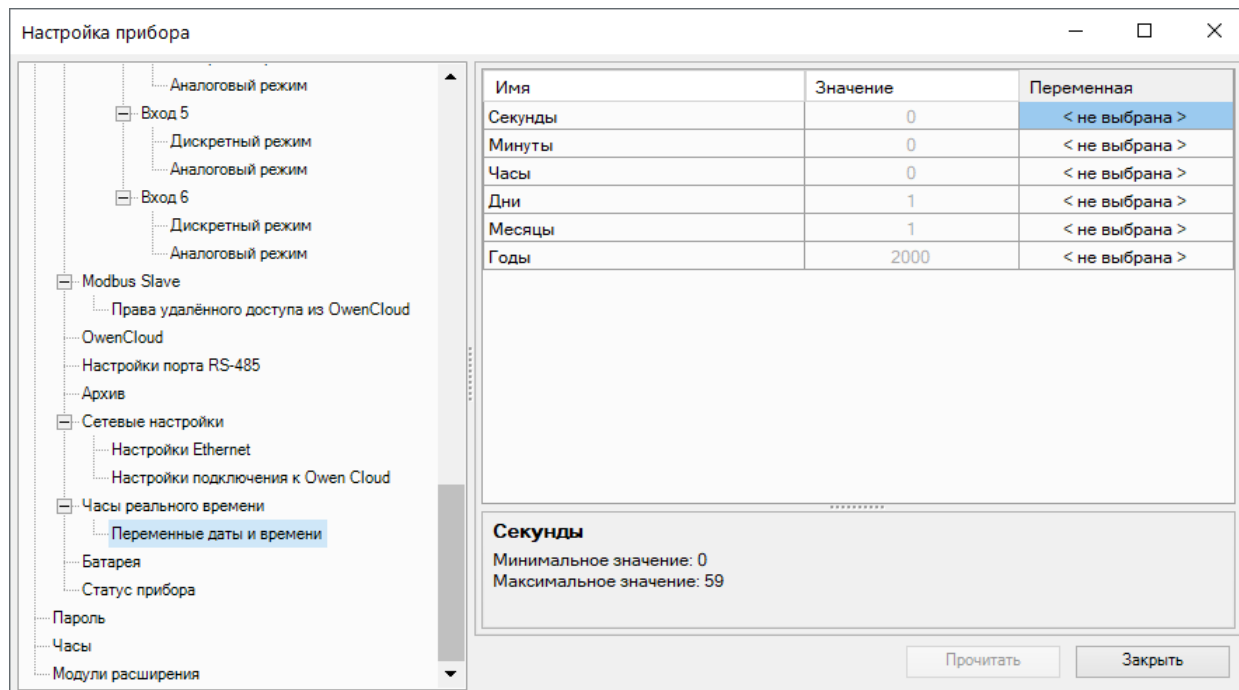 Настройка прибора
Аналоговый режим
Вход 5
Дискретный режим
Аналоговый режим
Вход 6
Дискретный режим
Аналоговый режим
Modbus Slave
Права удалённого доступа из OwenCloud
OwenCloud
Настройки порта RS-485
Архив
Сетевые настройки
Настройки Ethernet
Настройки подключения к Owen Cloud
Часы реального времени
Переменные даты и времени
Батарея
Статус прибора
Пароль
Часы
Модули расширения
Имя Значение Переменная
Секунды 0 < не выбрана >
Минуты 0 < не выбрана >
Часы 0 < не выбрана >
Дни 1 < не выбрана >
Месяцы 1 < не выбрана >
Годы 2000 < не выбрана >
Секунды
Минимальное значение: 0
Максимальное значение: 59
Прочитать Закрыть